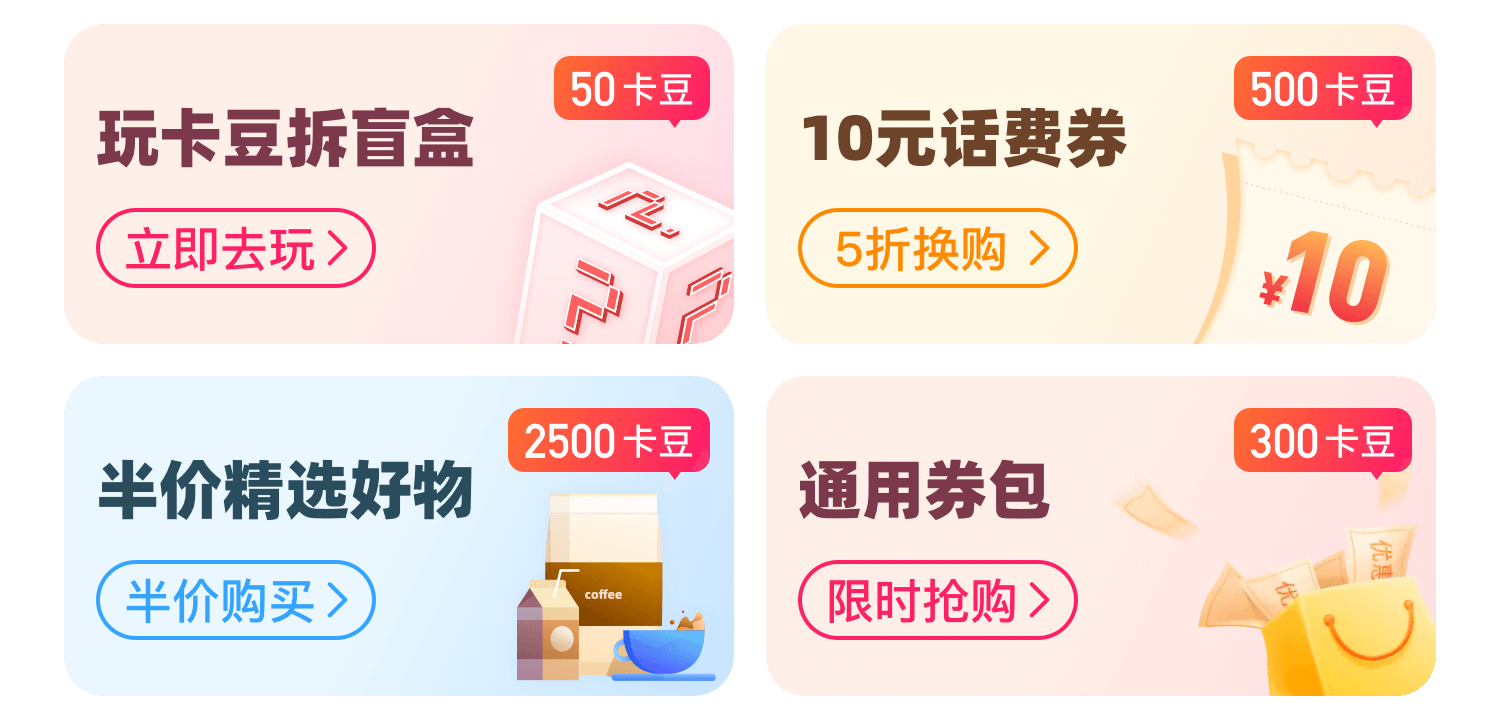 50卡豆
玩卡豆拆盲盒
立即去玩 >
500卡豆
10元话费券
5折换购 >
¥10
2500卡豆
半价精选好物
半价购买 >
coffee
300卡豆
通用券包
限时抢购 >
优惠
优